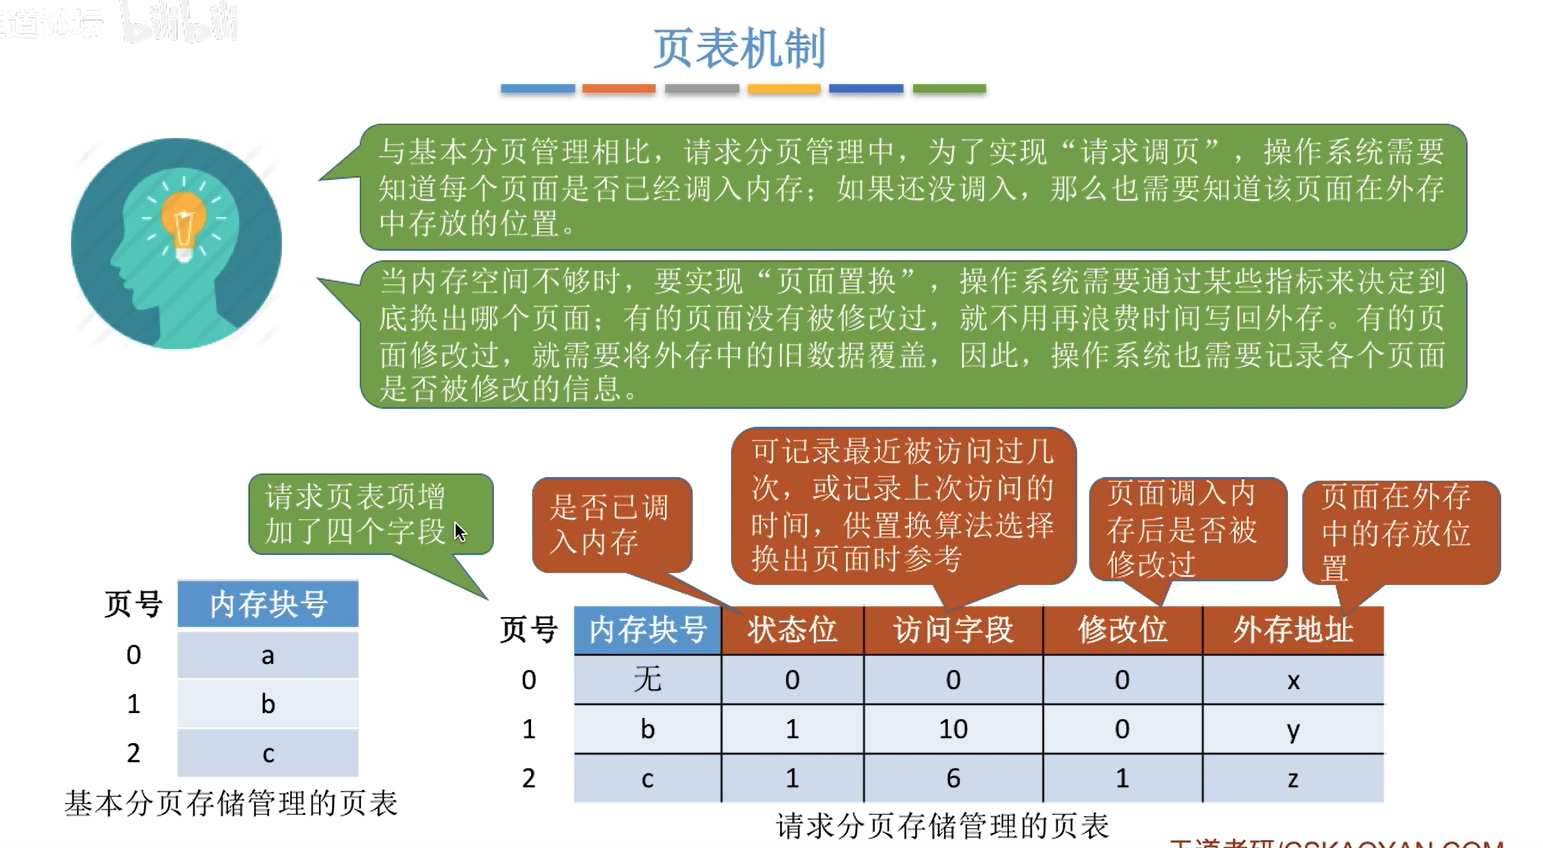 王道论坛 bilibili
页表机制
与基本分页管理相比，请求分页管理中，为了实现“请求调页”，操作系统需要
知道每个页面是否已经调入内存；如果还没调入，那么也需要知道该页面在外存
中存放的位置。
当内存空间不够时，要实现“页面置换”，操作系统需要通过某些指标来决定到
底换出哪个页面；有的页面没有被修改过，就不用再浪费时间写回外存。有的页
面修改过，就需要将外存中的旧数据覆盖，因此，操作系统也需要记录各个页面
是否被修改的信息。
请求页表项增
加了四个字段
是否已调
入内存
可记录最近被访问过几
次，或记录上次访问的
时间，供置换算法选择
换出页面时参考
页面调入内
存后是否被
修改过
页面在外存
中的存放位
置
页号 内存块号
0 a
1 b
2 c
基本分页存储管理的页表
页号 内存块号 状态位 访问字段 修改位 外存地址
0 无 0 0 0 x
1 b 1 10 0 y
2 c 1 6 1 z
请求分页存储管理的页表
王道考研/CSKAOYAN.COM